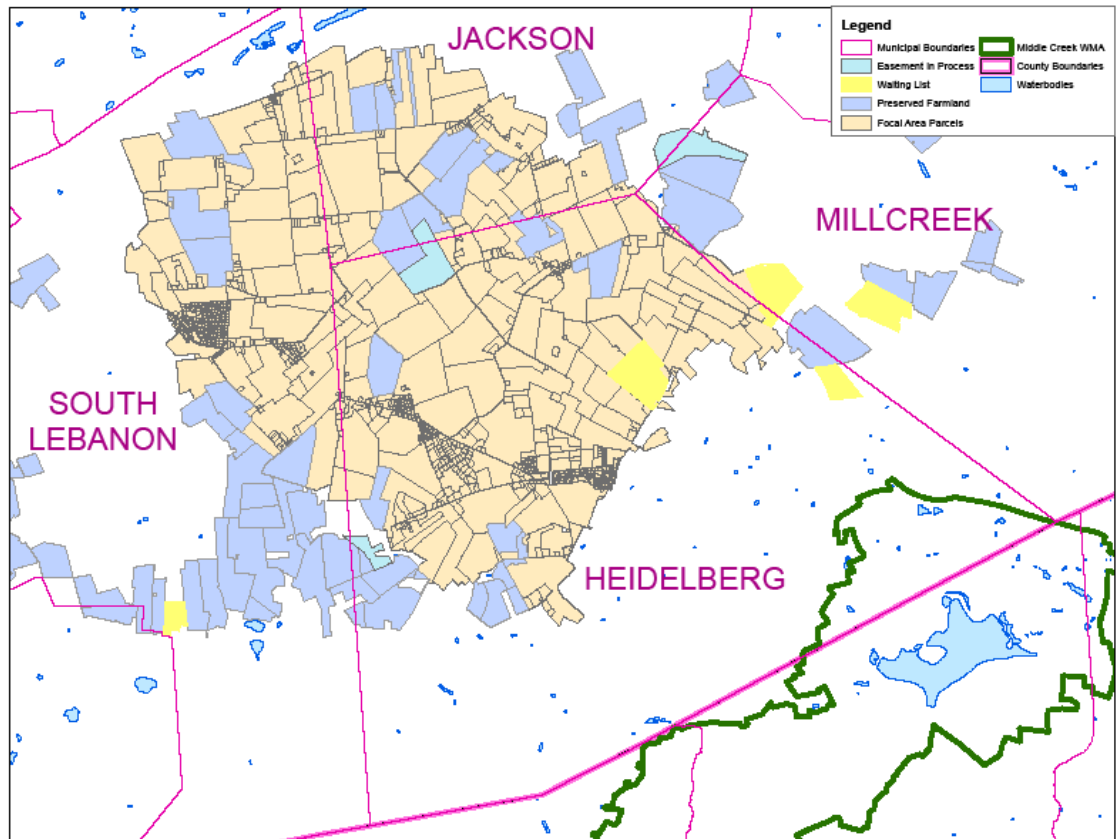 JACKSON
Legend
Municipal Boundaries
Middle Creek WMA
Easement In Process
County Boundaries
Waiting List
Waterbodies
Preserved Farmland
Focal Area Parcels
MILLCREEK
SOUTH
LEBANON
HEIDELBERG